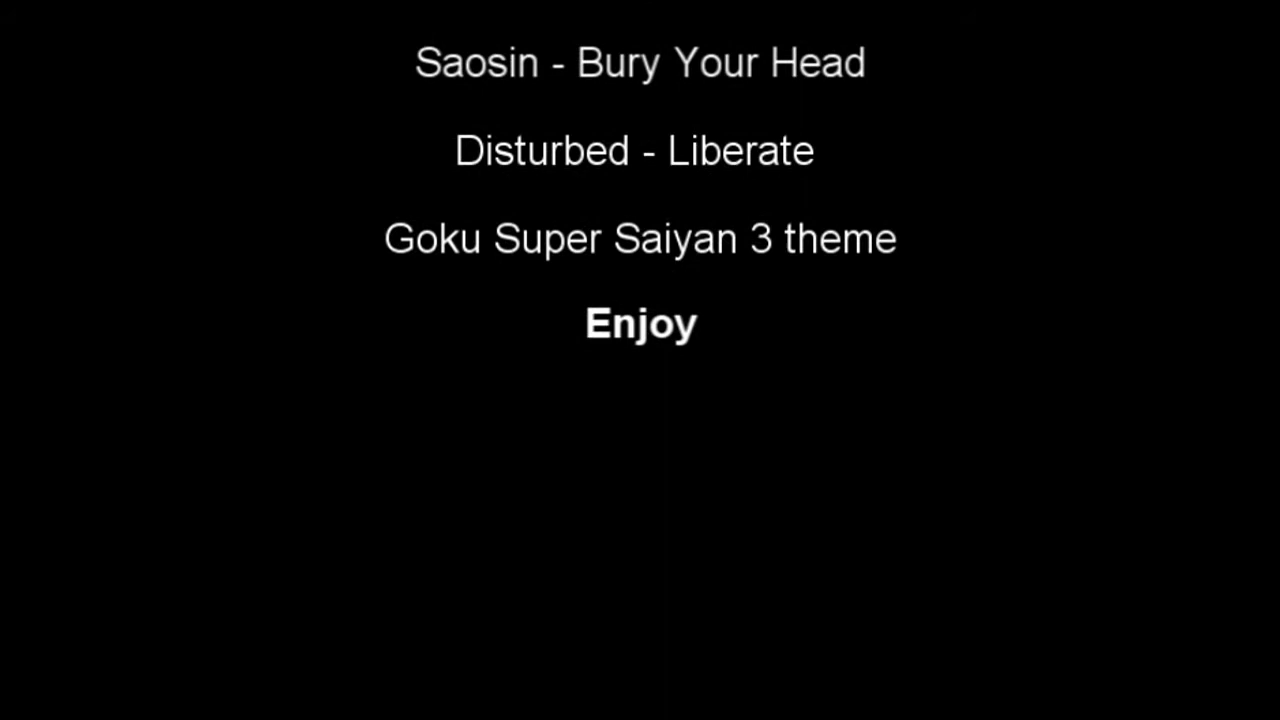 Saosin - Bury Your Head
Disturbed - Liberate
Goku Super Saiyan 3 theme
Enjoy